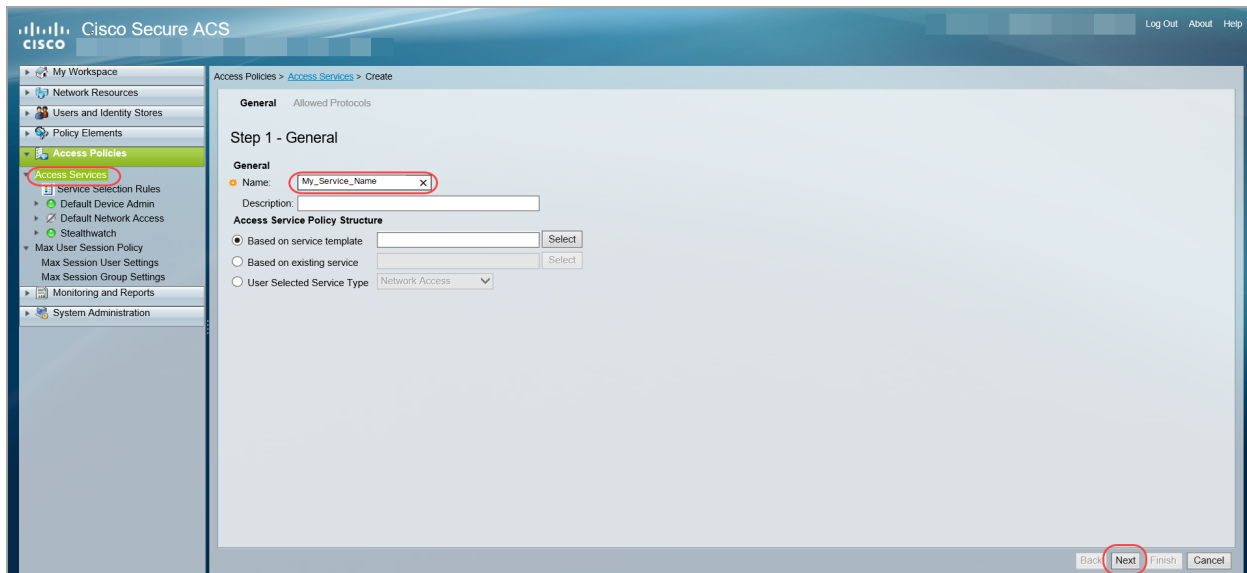 Cisco Secure ACS
CISCO
Log Out About Help
My Workspace
Network Resources
Users and Identity Stores
Policy Elements
Access Policies
Access Services
Service Selection Rules
Default Device Admin
Default Network Access
Stealthwatch
Max User Session Policy
Max Session User Settings
Max Session Group Settings
Monitoring and Reports
System Administration
Access Policies > Access Services > Create
General Allowed Protocols
Step 1 - General
General
Name: My_Service_Name
Description:
Access Service Policy Structure
Based on service template Select
Based on existing service Select
User Selected Service Type Network Access
Back Next Finish Cancel